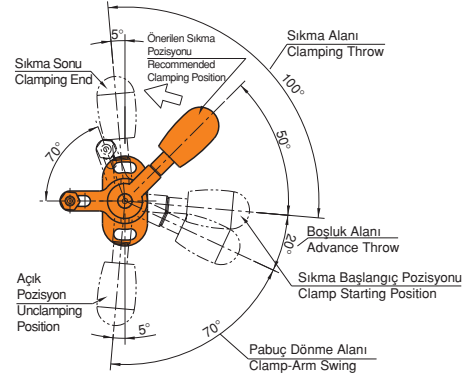 5°
Önerilen Sıkma
Pozisyonu
Recommended
Clamping Position
Sıkma Alanı
Clamping Throw
Sıkma Sonu
Clamping End
100°
50°
70°
20°
Boşluk Alanı
Advance Throw
Sıkma Başlangıç Pozisyonu
Clamp Starting Position
Açık
Pozisyon
Unclamping
Position
5°
70°
Pabuç Dönme Alanı
Clamp-Arm Swing